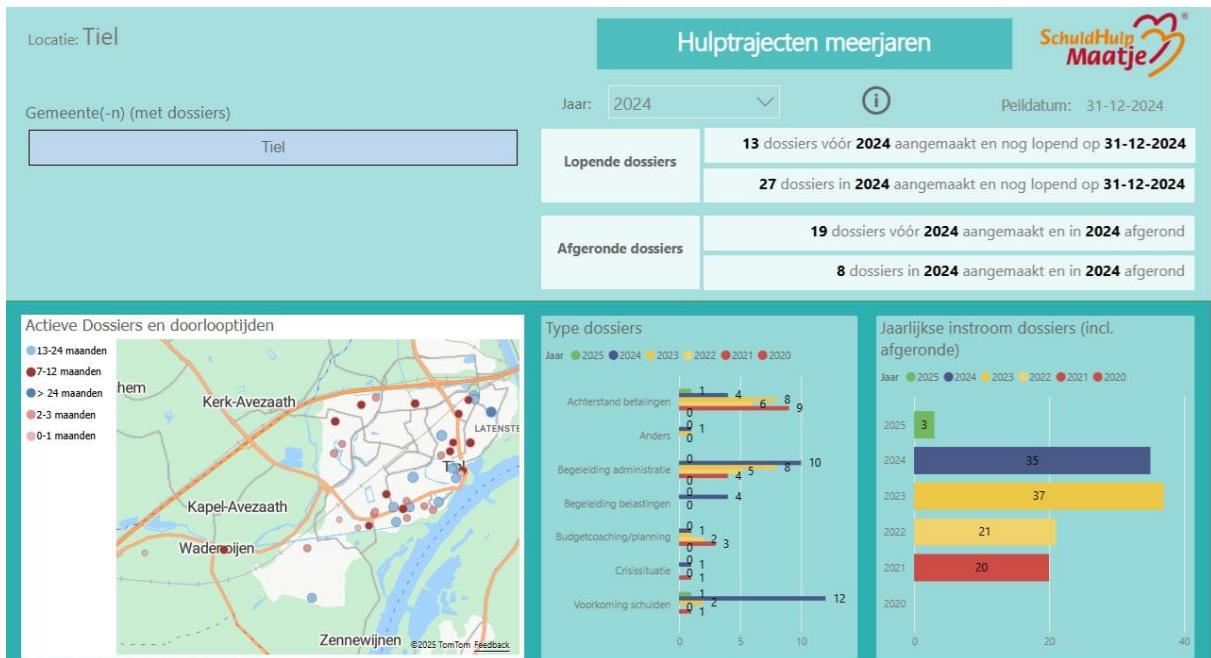 Locatie: Tiel
Hulptrajecten meerjaren
SchuldHulp
Maatje
®
Gemeente(-n) (met dossiers)
Tiel
Jaar: 2024
i
Peildatum: 31-12-2024
Lopende dossiers
13 dossiers vóór 2024 aangemaakt en nog lopend op 31-12-2024
27 dossiers in 2024 aangemaakt en nog lopend op 31-12-2024
Afgeronde dossiers
19 dossiers vóór 2024 aangemaakt en in 2024 afgerond
8 dossiers in 2024 aangemaakt en in 2024 afgerond
Actieve Dossiers en doorlooptijden
13-24 maanden
7-12 maanden
> 24 maanden
2-3 maanden
0-1 maanden
hem
Kerk-Avezaath
LATENSTE
Kapel-Avezaath
Zennewijnen
©2025 TomTom Feedback
Type dossiers
Jaar 2025 2024 2023 2022 2021 2020
Achterstand betalingen
1
4
8
6
9
0
Anders
0
1
0
Begeleiding administratie
0
10
8
5
4
0
Begeleiding belastingen
0
4
0
Budgetcoaching/planning
0
1
2
3
0
Crisissituatie
0
1
0
1
Voorkoming schulden
0
1
12
2
0
1
0 5 10
Jaarlijkse instroom dossiers (incl.
afgeronde)
Jaar 2025 2024 2023 2022 2021 2020
2025 3
2024 35
2023 37
2022 21
2021 20
2020
0 20 40